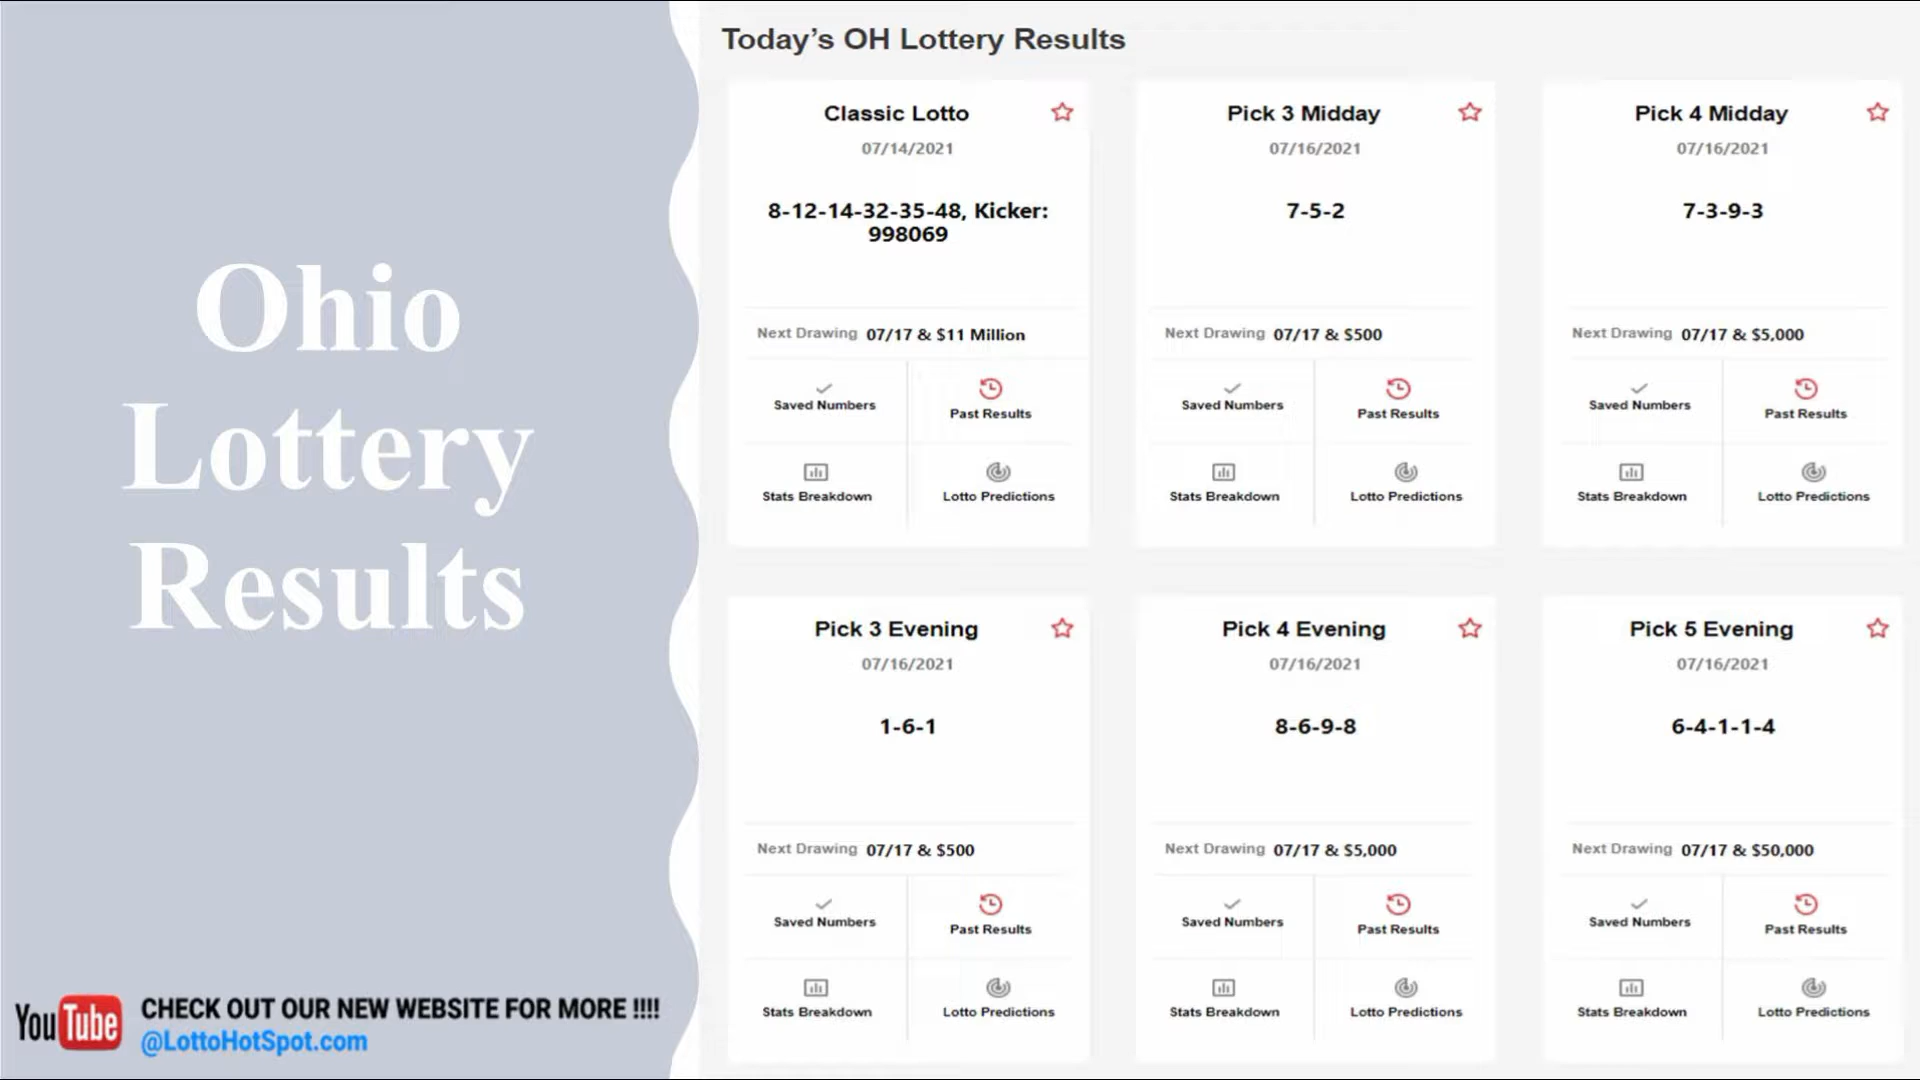 Ohio
Lottery
Results
YouTube
CHECK OUT OUR NEW WEBSITE FOR MORE !!!!
@LottoHotSpot.com
Today’s OH Lottery Results
Classic Lotto
07/14/2021
8-12-14-32-35-48, Kicker:
998069
Next Drawing 07/17 & $11 Million
Saved Numbers
Past Results
Stats Breakdown
Lotto Predictions
Pick 3 Midday
07/16/2021
7-5-2
Next Drawing 07/17 & $500
Saved Numbers
Past Results
Stats Breakdown
Lotto Predictions
Pick 4 Midday
07/16/2021
7-3-9-3
Next Drawing 07/17 & $5,000
Saved Numbers
Past Results
Stats Breakdown
Lotto Predictions
Pick 3 Evening
07/16/2021
1-6-1
Next Drawing 07/17 & $500
Saved Numbers
Past Results
Stats Breakdown
Lotto Predictions
Pick 4 Evening
07/16/2021
8-6-9-8
Next Drawing 07/17 & $5,000
Saved Numbers
Past Results
Stats Breakdown
Lotto Predictions
Pick 5 Evening
07/16/2021
6-4-1-1-4
Next Drawing 07/17 & $50,000
Saved Numbers
Past Results
Stats Breakdown
Lotto Predictions